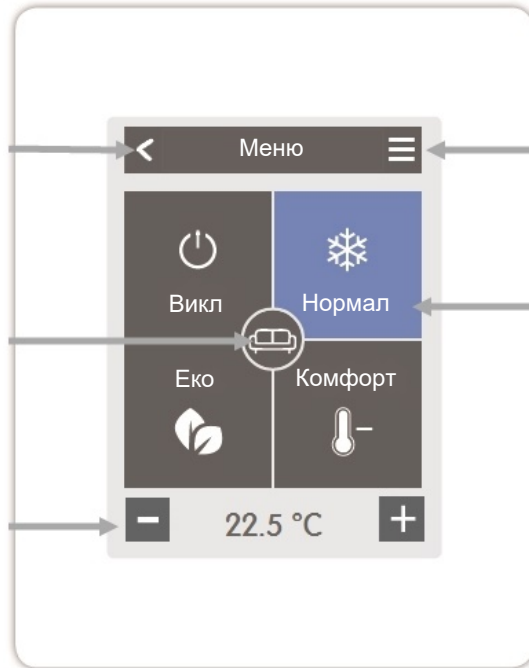 Меню
Викл
Нормал
Еко
Комфорт
22.5 °C